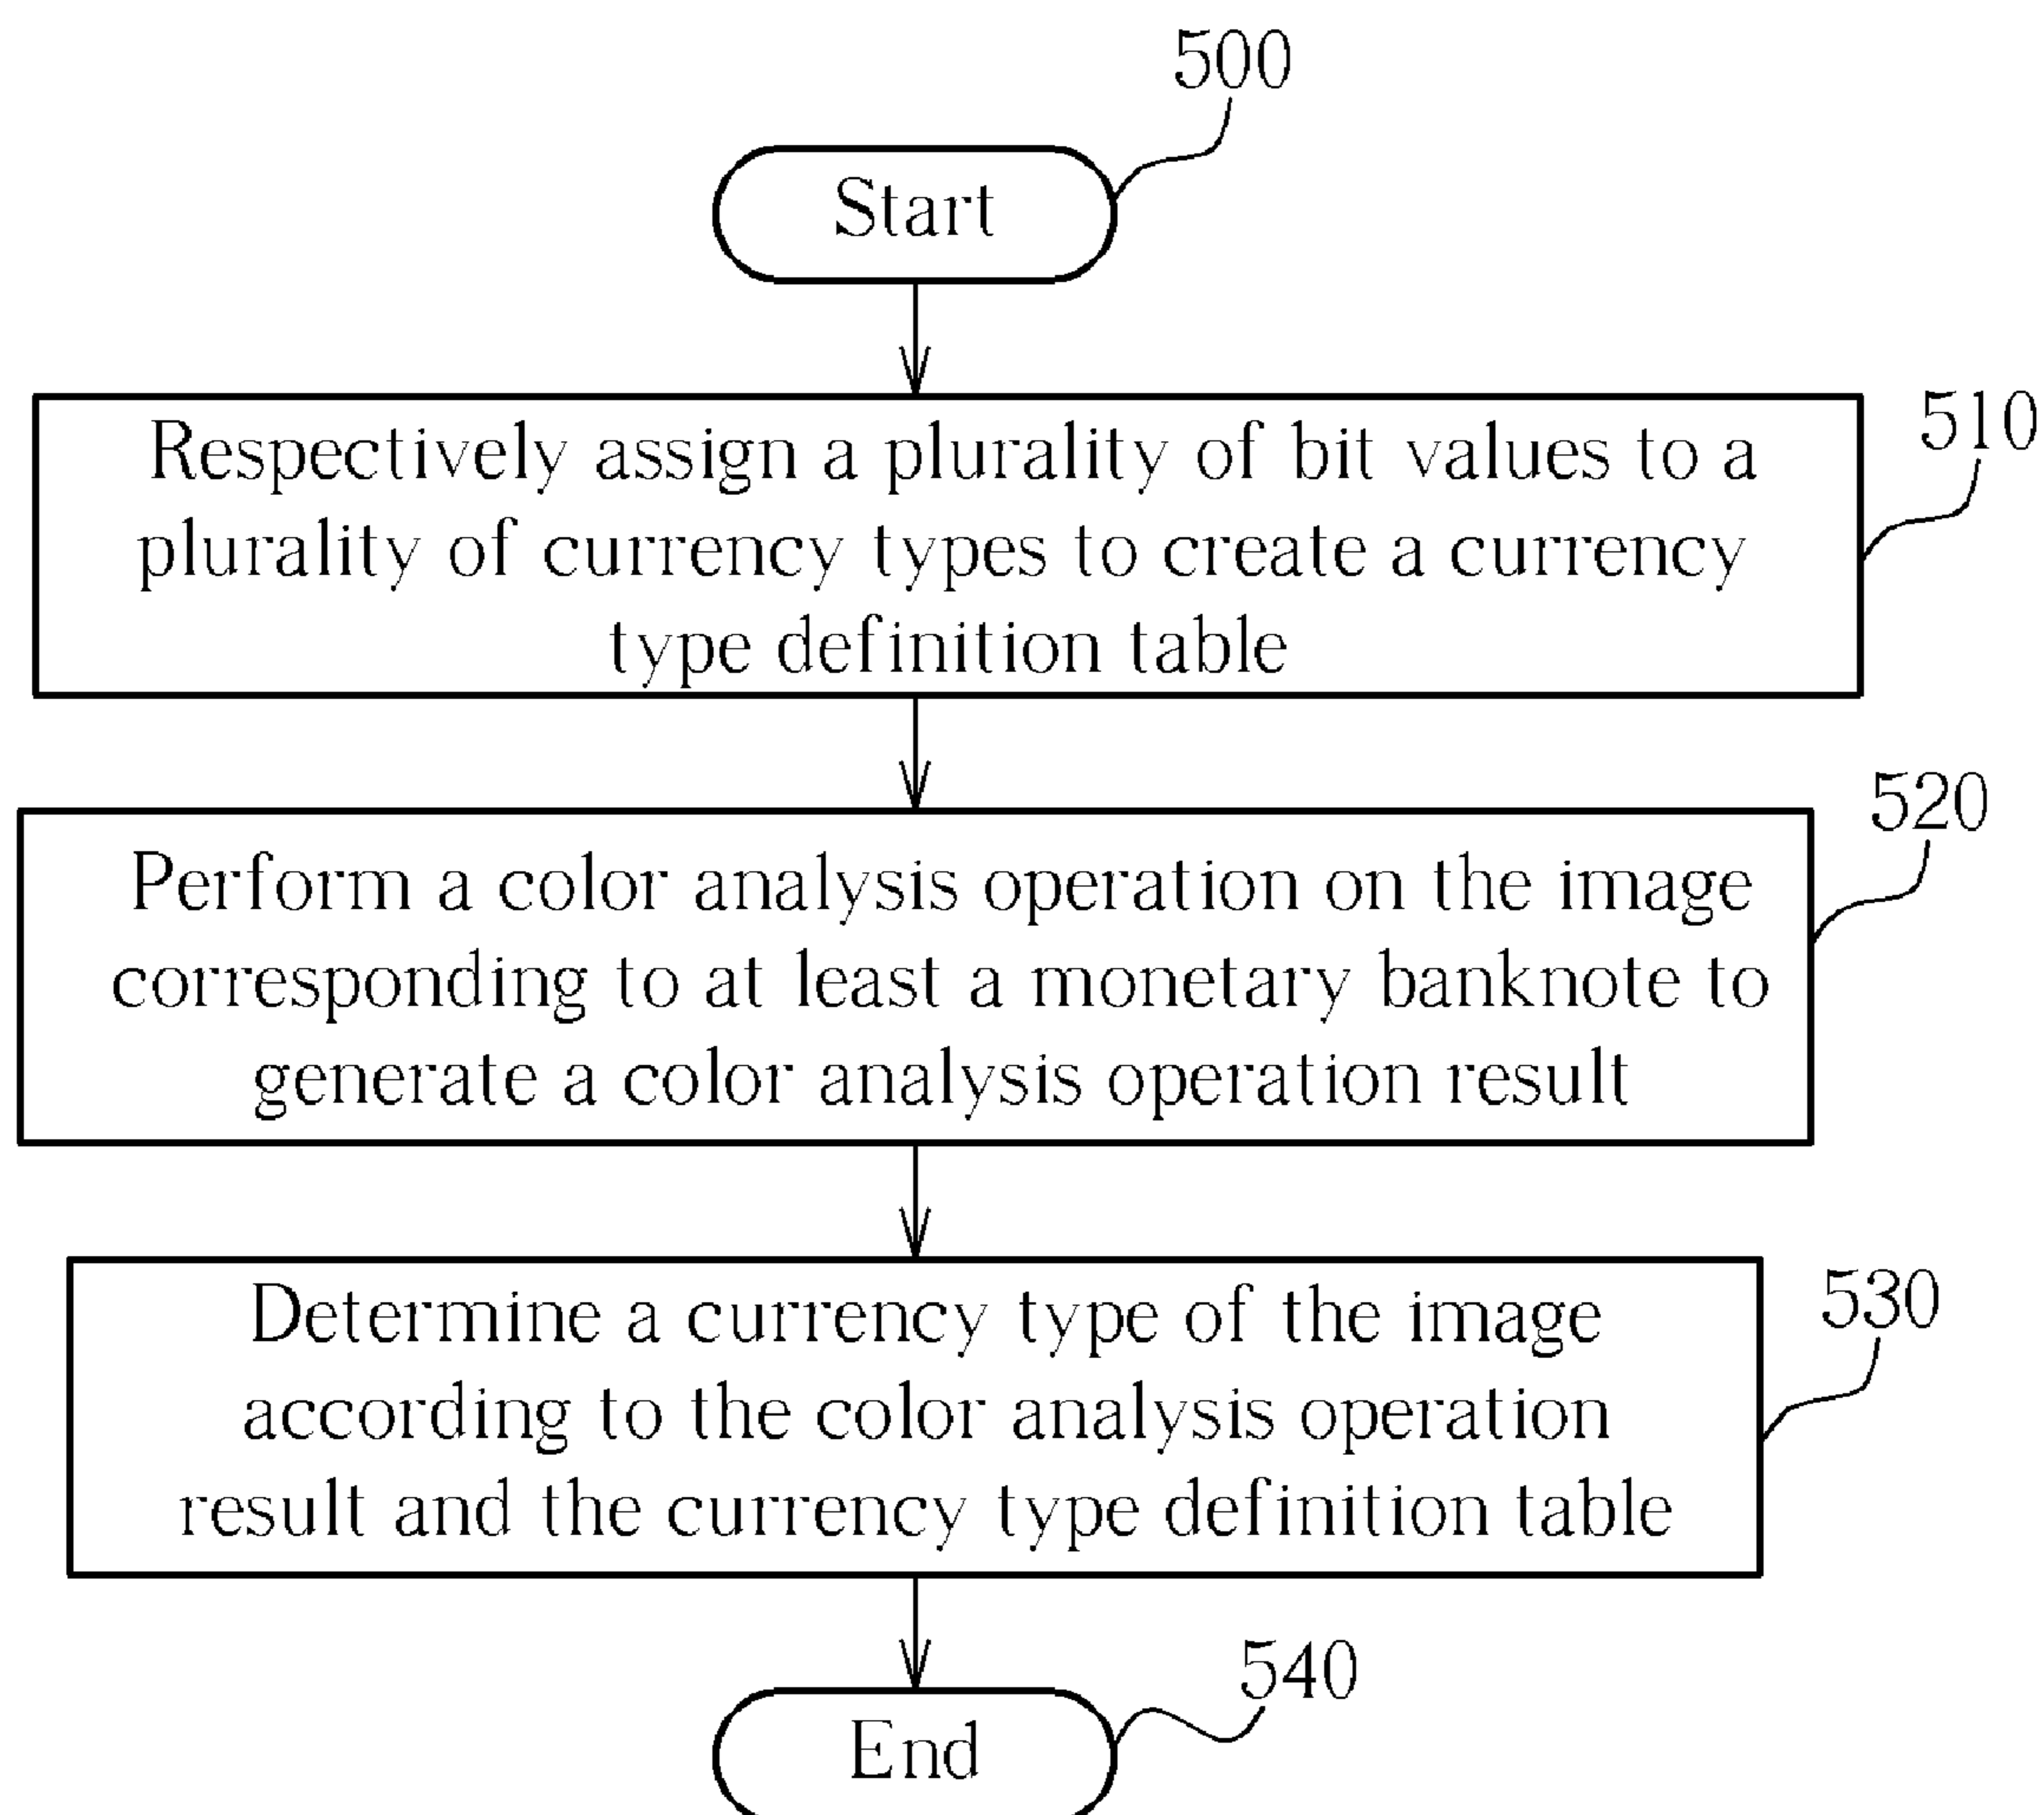 500
Start
510
Respectively assign a plurality of bit values to a
plurality of currency types to create a currency
type definition table
520
Perform a color analysis operation on the image
corresponding to at least a monetary banknote to
generate a color analysis operation result
530
Determine a currency type of the image
according to the color analysis operation
result and the currency type definition table
540
End